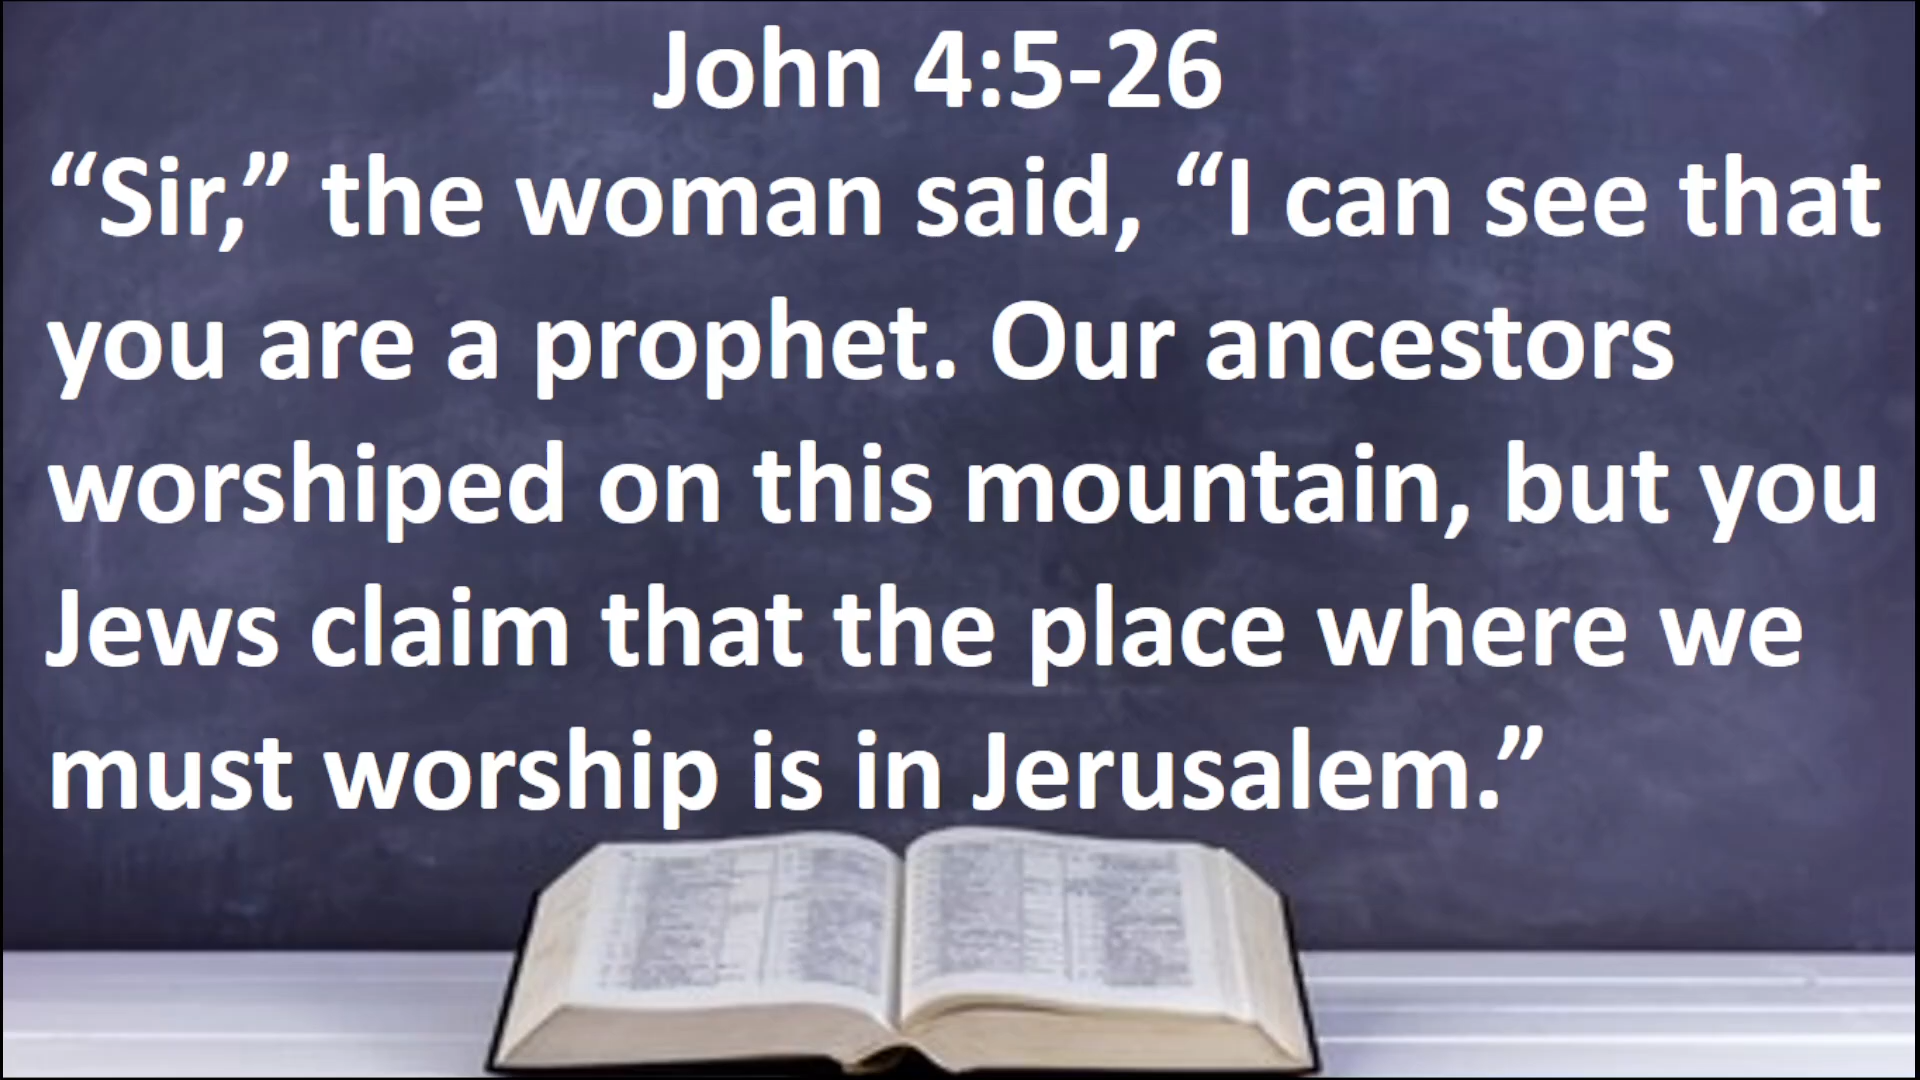 John 4:5-26
“Sir,” the woman said, “I can see that
you are a prophet. Our ancestors
worshiped on this mountain, but you
Jews claim that the place where we
must worship is in Jerusalem.”